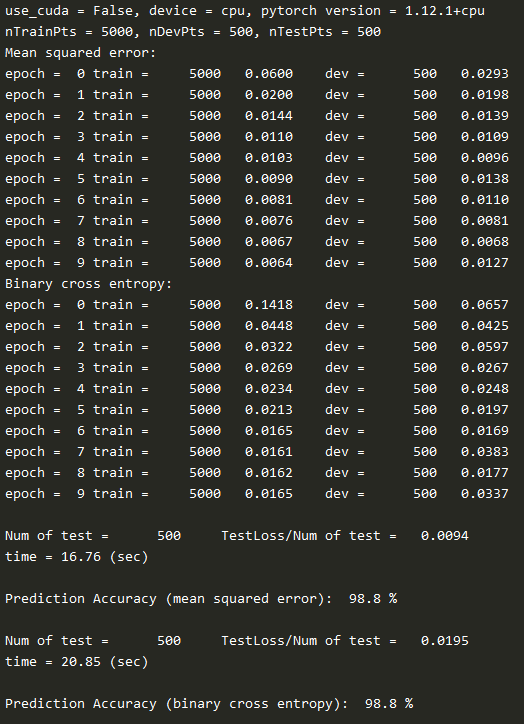 use_cuda = False, device = cpu, pytorch version = 1.12.1+cpu
nTrainPts = 5000, nDevPts = 500, nTestPts = 500
Mean squared error:
epoch =  0 train =     5000   0.0600    dev =      500   0.0293
epoch =  1 train =     5000   0.0200    dev =      500   0.0198
epoch =  2 train =     5000   0.0144    dev =      500   0.0139
epoch =  3 train =     5000   0.0110    dev =      500   0.0109
epoch =  4 train =     5000   0.0103    dev =      500   0.0096
epoch =  5 train =     5000   0.0090    dev =      500   0.0138
epoch =  6 train =     5000   0.0081    dev =      500   0.0110
epoch =  7 train =     5000   0.0076    dev =      500   0.0081
epoch =  8 train =     5000   0.0067    dev =      500   0.0068
epoch =  9 train =     5000   0.0064    dev =      500   0.0127
Binary cross entropy:
epoch =  0 train =     5000   0.1418    dev =      500   0.0657
epoch =  1 train =     5000   0.0448    dev =      500   0.0425
epoch =  2 train =     5000   0.0322    dev =      500   0.0597
epoch =  3 train =     5000   0.0269    dev =      500   0.0267
epoch =  4 train =     5000   0.0234    dev =      500   0.0248
epoch =  5 train =     5000   0.0213    dev =      500   0.0197
epoch =  6 train =     5000   0.0165    dev =      500   0.0169
epoch =  7 train =     5000   0.0161    dev =      500   0.0383
epoch =  8 train =     5000   0.0162    dev =      500   0.0177
epoch =  9 train =     5000   0.0165    dev =      500   0.0337
Num of test =      500     TestLoss/Num of test =   0.0094
time = 16.76 (sec)
Prediction Accuracy (mean squared error):  98.8 %
Num of test =      500     TestLoss/Num of test =   0.0195
time = 20.85 (sec)
Prediction Accuracy (binary cross entropy):  98.8 %